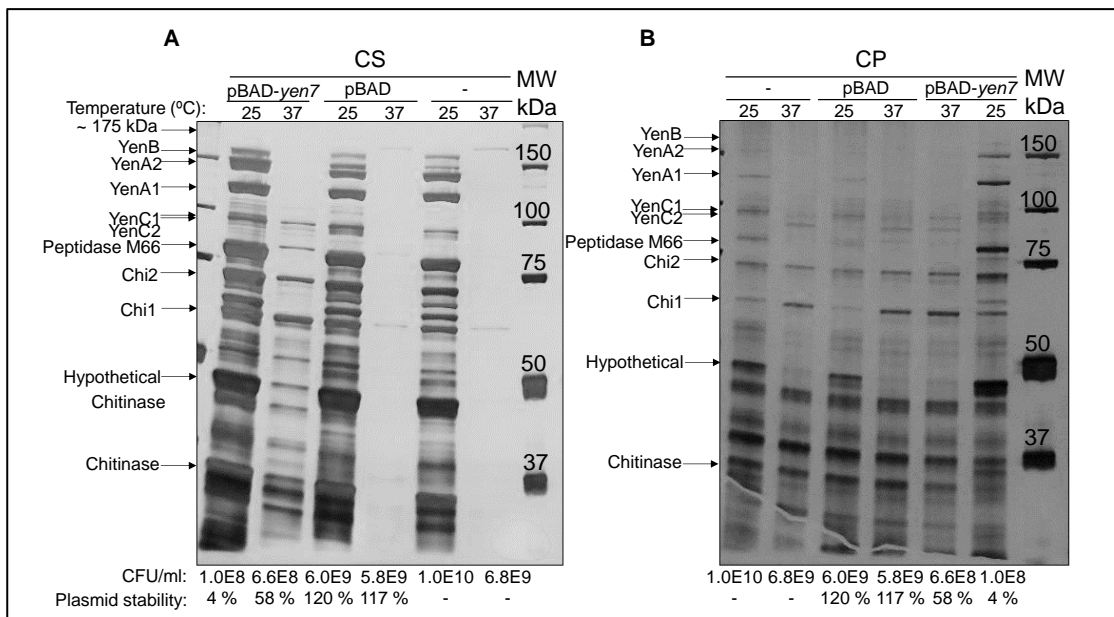 A
B
CS
CP
MW
kDa
MW
kDa
pBAD-yen7
pBAD
-
-
pBAD
pBAD-yen7
Temperature (ºC):
25
37
25
37
25
37
25
37
25
37
37
25
~ 175 kDa
YenB
YenA2
YenA1
YenC1
YenC2
Peptidase M66
Chi2
Chi1
Hypothetical
Chitinase
Chitinase
150
100
75
50
37
YenB
YenA2
YenA1
YenC1
YenC2
Peptidase M66
Chi2
Chi1
Hypothetical
Chitinase
150
100
75
50
37
CFU/ml: 1.0E8 6.6E8 6.0E9 5.8E9 1.0E10 6.8E9
Plasmid stability: 4 % 58 % 120 % 117 % - -
1.0E10 6.8E9 6.0E9 5.8E9 6.6E8 1.0E8
- - 120 % 117 % 58 % 4 %